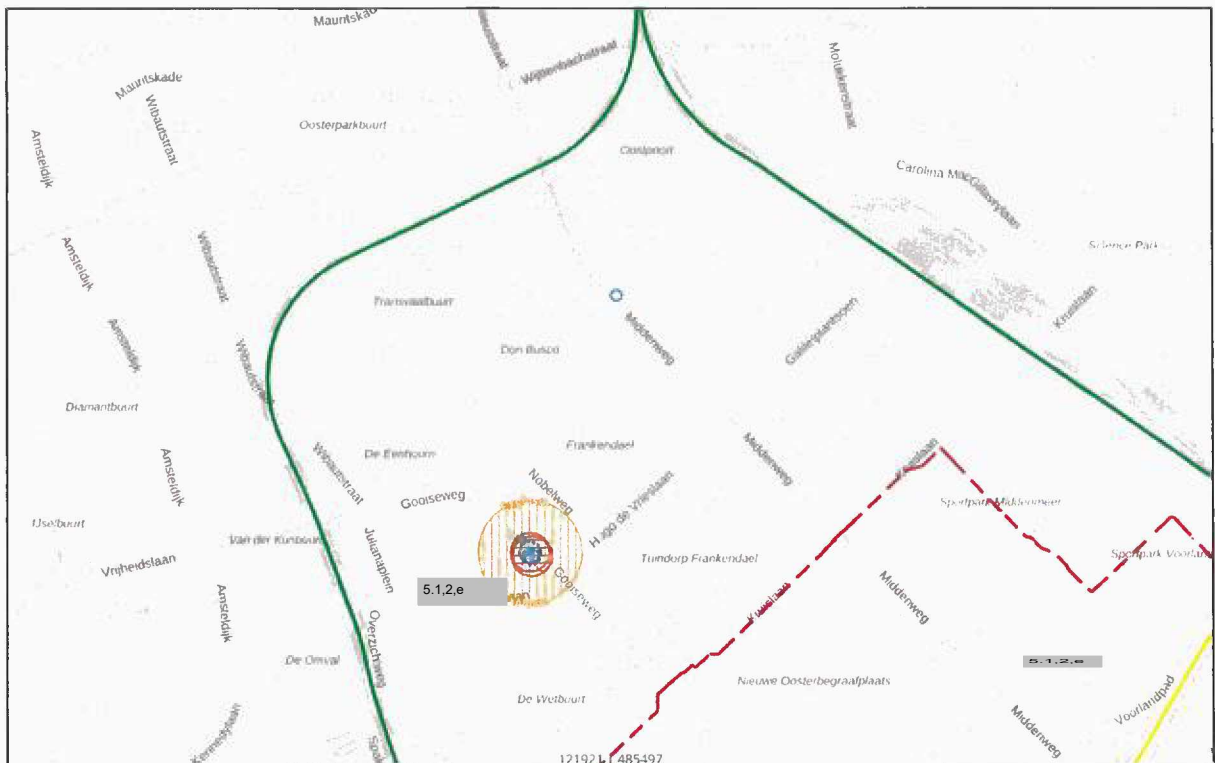 Mauritskade
Wijttenbachstraat
Mauritskade
Wibautstraat
Molukkenstraat
Amsteldijk
Oosterparkbuurt
Oostpoort
Carolina MacGillavrylaan
Science Park
Amsteldijk
Wibautstraat
Transvaalbuurt
Middenweg
Galileiplantsoen
Kruislaan
Amsteldijk
Wibautstraat
Don Bosco
Diamantbuurt
Frankendael
Middenweg
De Eenhoorn
Wibautstraat
Kruislaan
Amsteldijk
Gooiseweg
Nobelweg
Hugo de Vrieslaan
Sportpark Middenmeer
IJselbuurt
Van der Kunbuurt
Julianaplein
Tuindorp Frankendael
Sportpark Voorland
Vrijheidslaan
Gooiseweg
5.1,2,e
Middenweg
Kruislaan
Amsteldijk
Overzichtweg
De Omval
5.1,2,e
Nieuwe Oosterbegraafplaats
De Wetbuurt
Voorlandpad
Kennedylaan
Middenweg
121921 485497